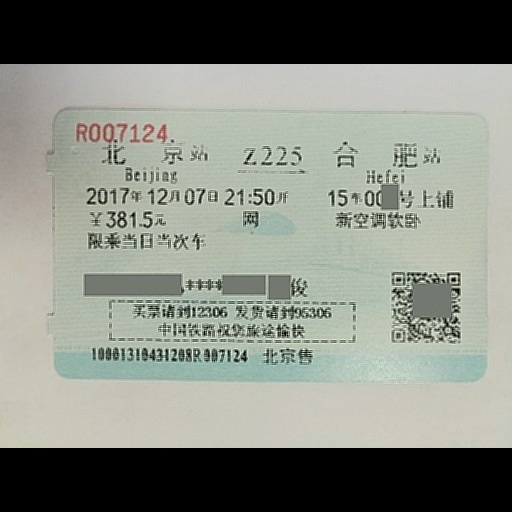 R007124
北京站 Z225 合肥站
Beijing Hefei
2017年12月07日21:50开 15车00号上铺
￥381.5元 网 新空调软卧
限乘当日当次车
****俊
买票请到12306 发货请到95306
中国铁路祝您旅途愉快
10001310431208R007124 北京售